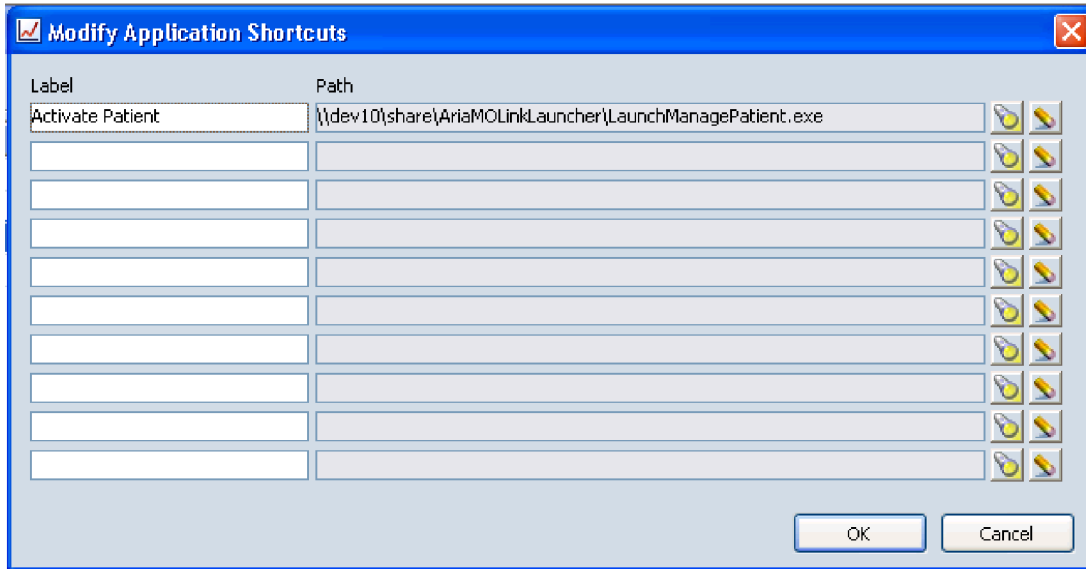 Modify Application Shortcuts
Label Path
Activate Patient \\dev10\share\AriaMOLinkLauncher\LaunchManagePatient.exe
OK Cancel